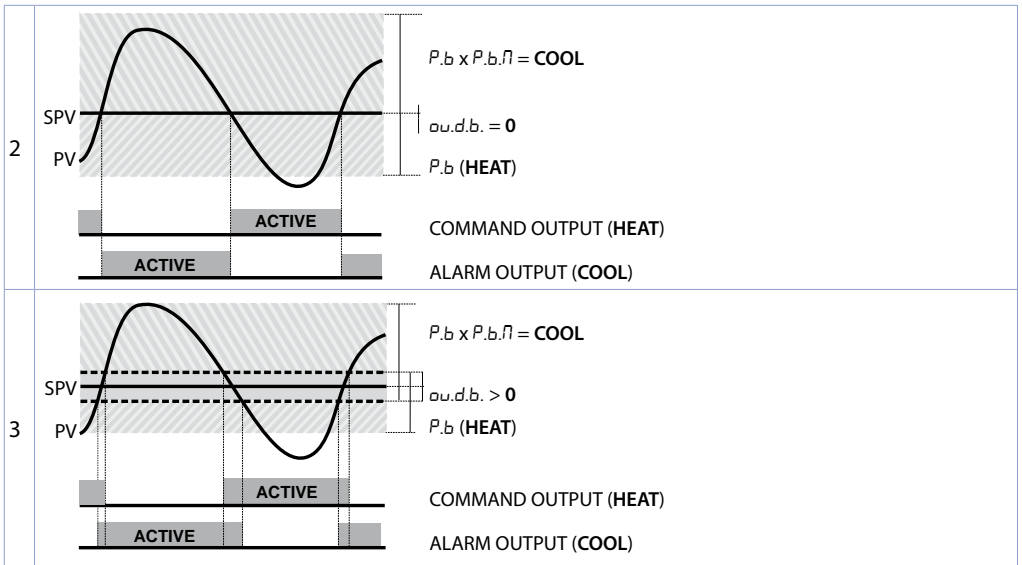 2
P.b x P.b.M = COOL
SPV
ou.d.b. = 0
PV
P.b (HEAT)
ACTIVE
COMMAND OUTPUT (HEAT)
ACTIVE
ALARM OUTPUT (COOL)
3
P.b x P.b.M = COOL
SPV
ou.d.b. > 0
PV
P.b (HEAT)
ACTIVE
COMMAND OUTPUT (HEAT)
ACTIVE
ALARM OUTPUT (COOL)